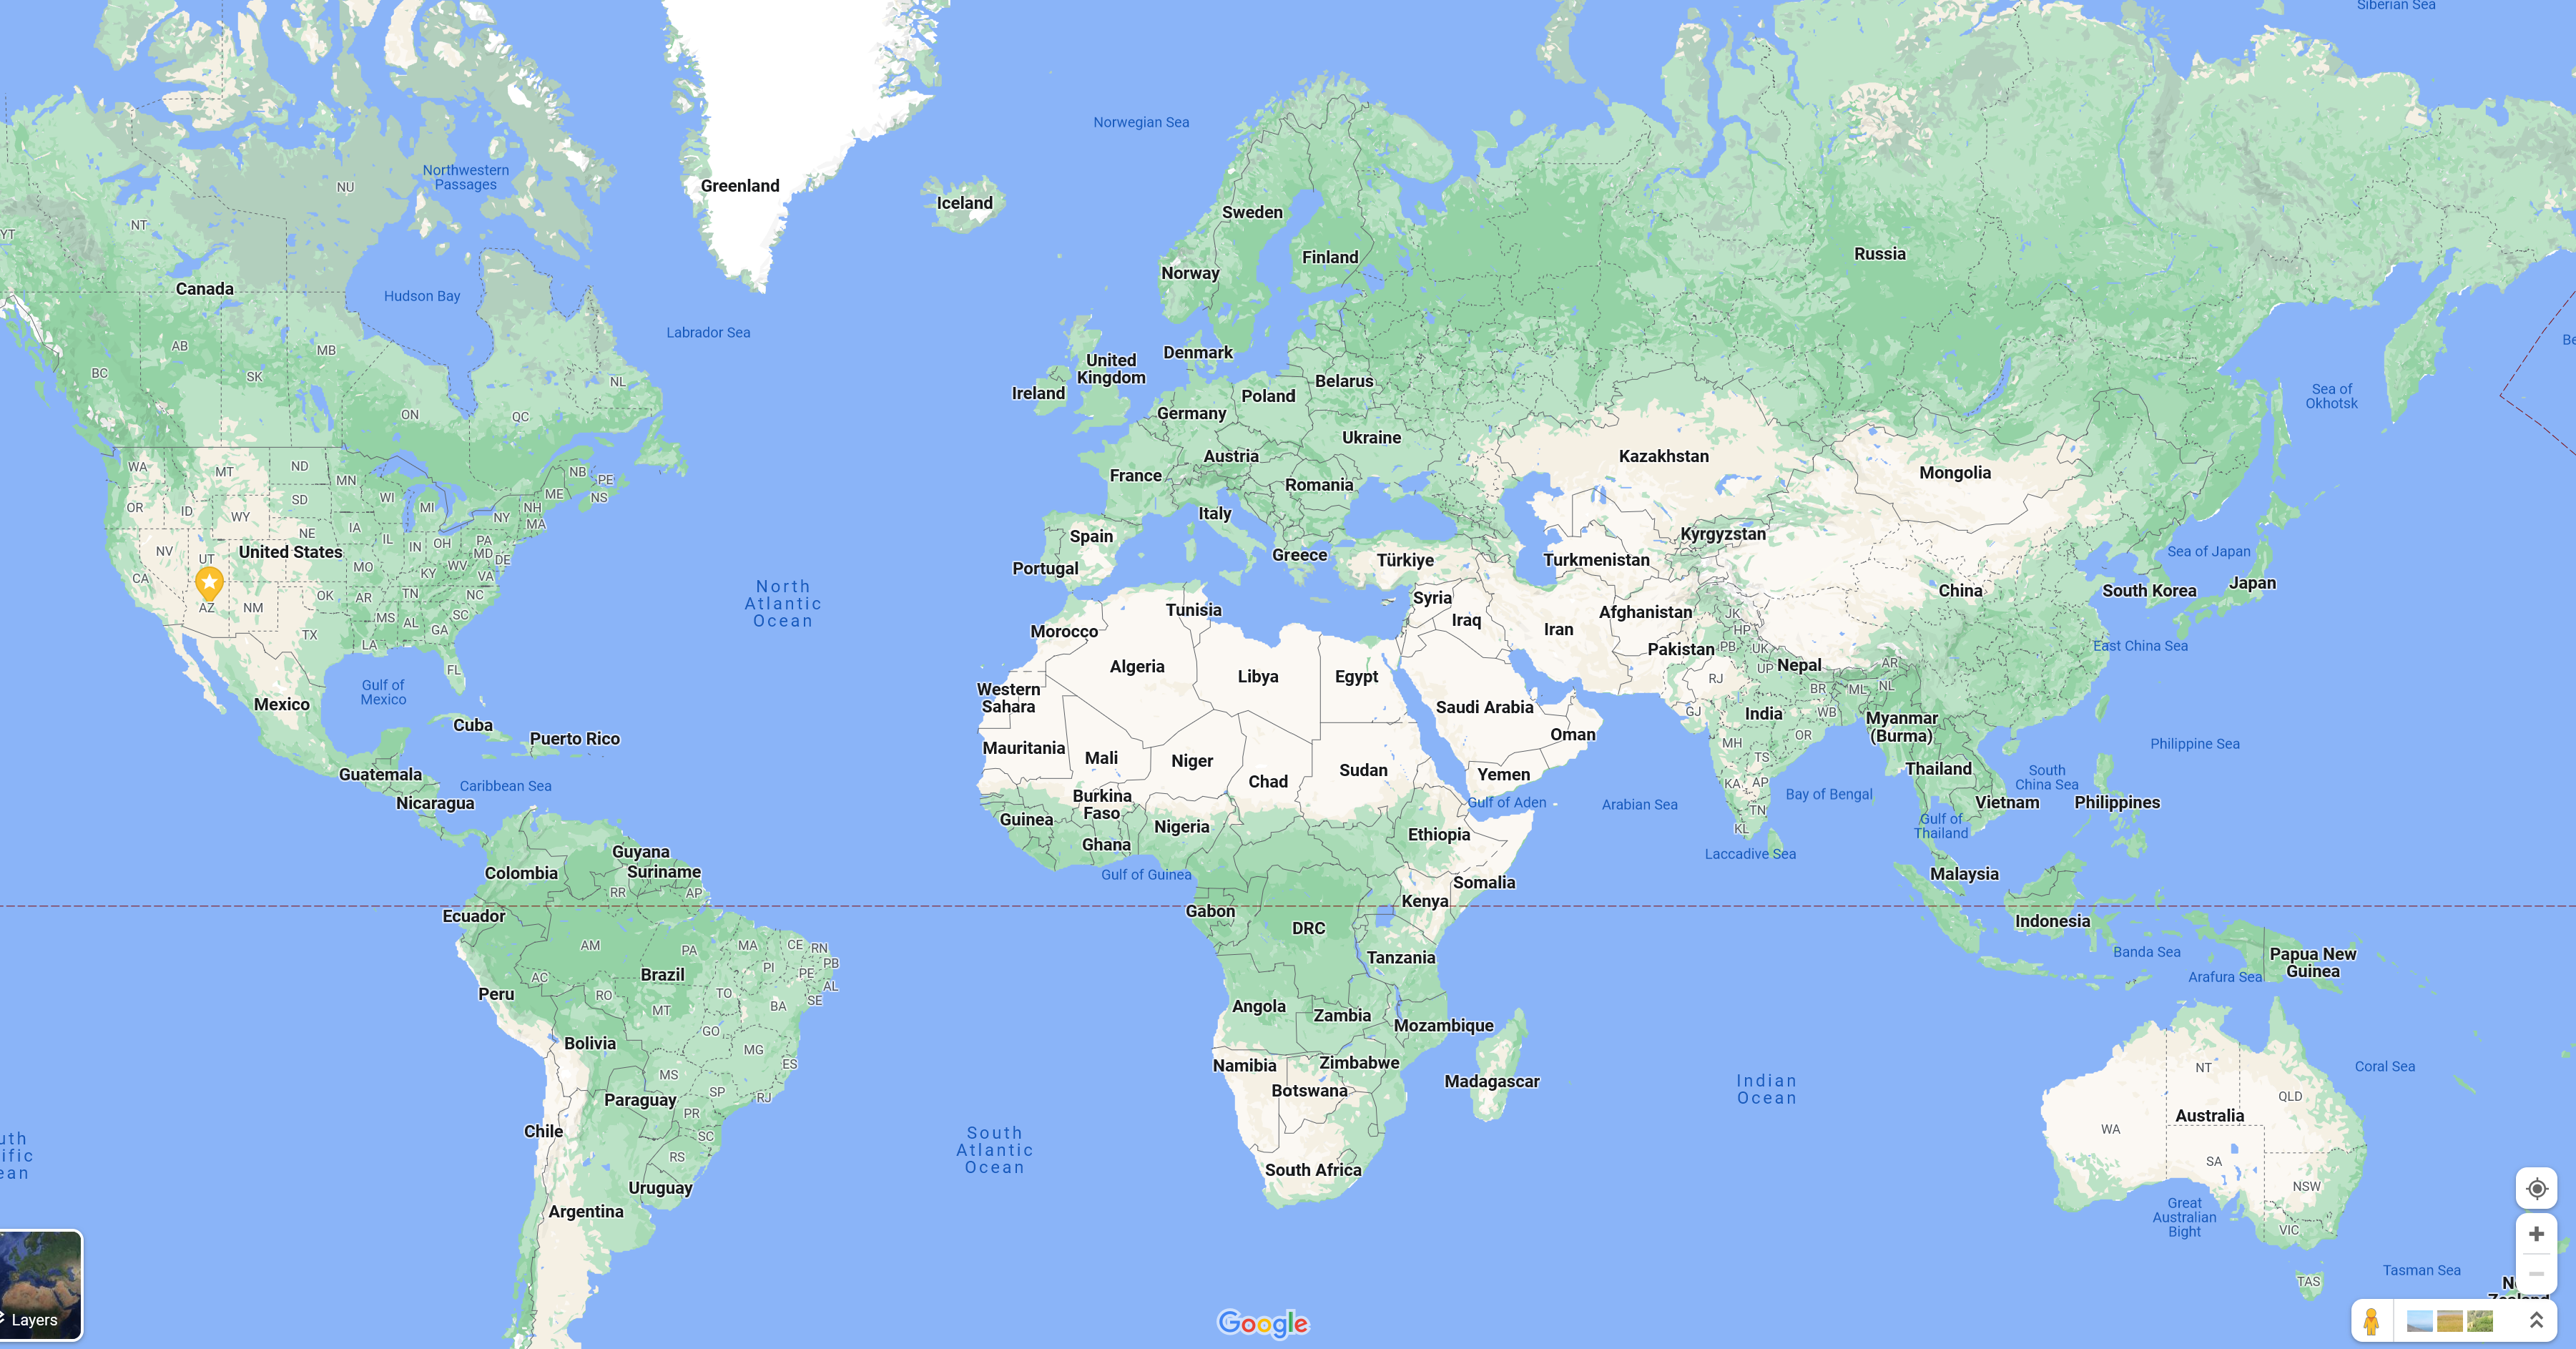 Siberian Sea
Norwegian Sea
Northwestern
Passages
NU
Greenland
Iceland
Sweden
NT
YT
Russia
Finland
Norway
Canada
Hudson Bay
Labrador Sea
Be
AB
MB
United
Kingdom
Denmark
BC
SK
NL
Ireland
Belarus
Poland
Sea of
Okhotsk
ON
QC
Germany
Ukraine
Austria
Kazakhstan
WA
MT
ND
NB
PE
France
Mongolia
MN
Romania
SD
WI
ME
NS
OR
ID
WY
MI
NH
NY
MA
Italy
IA
NE
Spain
Kyrgyzstan
IL
IN
OH
PA
MD
DE
NV
UT
United States
Greece
Türkiye
Turkmenistan
Sea of Japan
MO
KY
WV
VA
Portugal
CA
North
Atlantic
Ocean
China
South Korea
Japan
OK
AR
TN
NC
Syria
AZ
NM
Tunisia
Afghanistan
JK
MS
AL
SC
GA
Iraq
Iran
HP
TX
Morocco
LA
Pakistan
PB
UK
East China Sea
FL
Algeria
Libya
Egypt
UP
Nepal
AR
RJ
NL
Gulf of
Mexico
Western
Sahara
BR
ML
Mexico
Saudi Arabia
GJ
India
WB
Myanmar
(Burma)
Cuba
Puerto Rico
Oman
OR
MH
Philippine Sea
Mauritania
Mali
Niger
TS
Guatemala
Chad
Sudan
Yemen
Thailand
South
China Sea
Caribbean Sea
KA
AP
Nicaragua
Burkina
Faso
Gulf of Aden
Arabian Sea
Bay of Bengal
Vietnam
Philippines
TN
Guinea
Nigeria
Ethiopia
KL
Gulf of
Thailand
Ghana
Guyana
Laccadive Sea
Colombia
Suriname
Gulf of Guinea
Malaysia
RR
AP
Somalia
Kenya
Ecuador
Gabon
Indonesia
DRC
AM
PA
MA
CE
RN
Banda Sea
Papua New
Guinea
Tanzania
PB
PI
PE
AC
Brazil
Arafura Sea
AL
Peru
RO
TO
SE
MT
BA
Angola
Zambia
Mozambique
GO
Bolivia
MG
ES
Namibia
Zimbabwe
NT
Coral Sea
MS
Madagascar
Indian
Ocean
Botswana
SP
RJ
QLD
Paraguay
PR
Australia
Chile
SC
South
Atlantic
Ocean
WA
uth
ific
ean
RS
SA
South Africa
NSW
Uruguay
Argentina
Great
Australian
Bight
VIC
Tasman Sea
TAS
Layers
Google